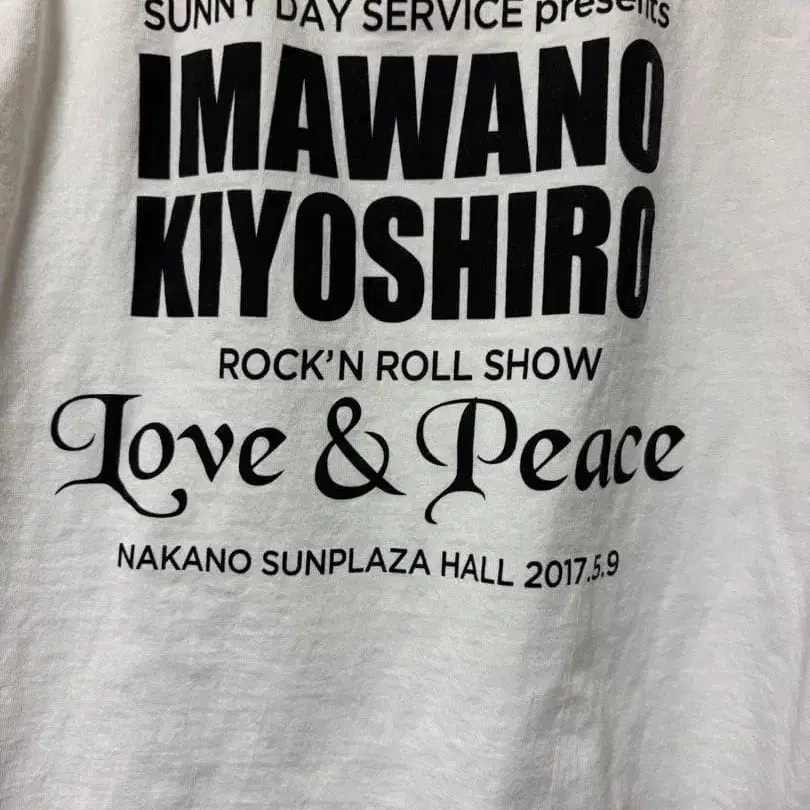 SUNNY DAY SERVICE presents
IMAWANO
KIYOSHIRO
ROCK'N ROLL SHOW
Love & Peace
NAKANO SUNPLAZA HALL 2017.5.9